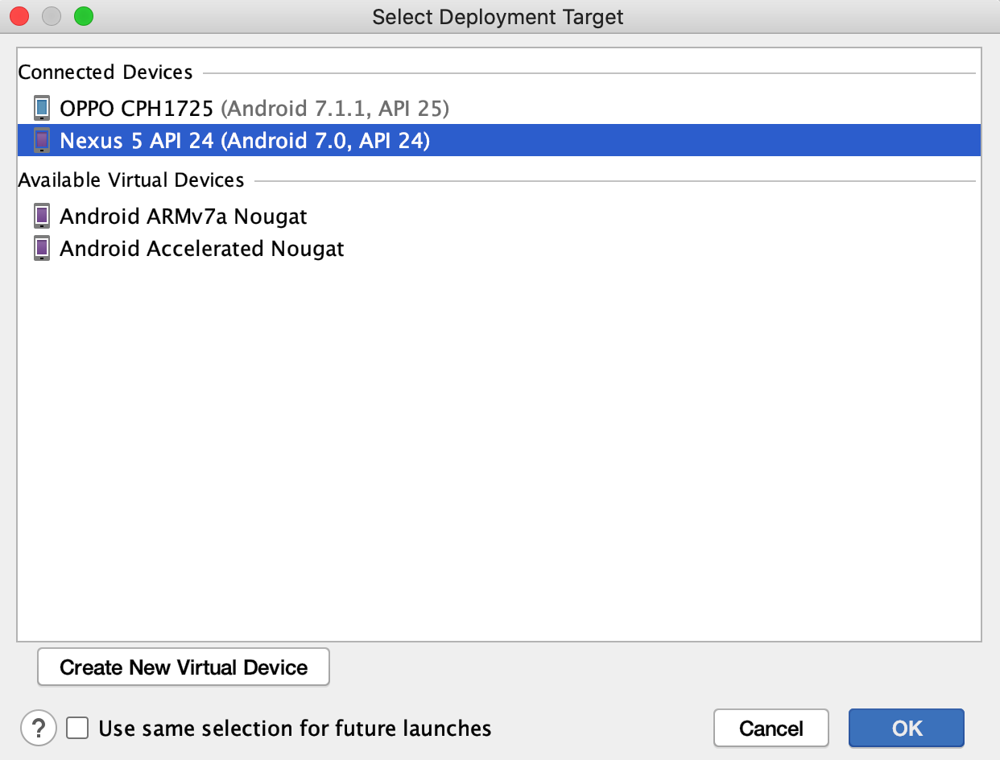 Select Deployment Target
Connected Devices
OPPO CPH1725 (Android 7.1.1, API 25)
Nexus 5 API 24 (Android 7.0, API 24)
Available Virtual Devices
Android ARMv7a Nougat
Android Accelerated Nougat
Create New Virtual Device
? Use same selection for future launches Cancel OK